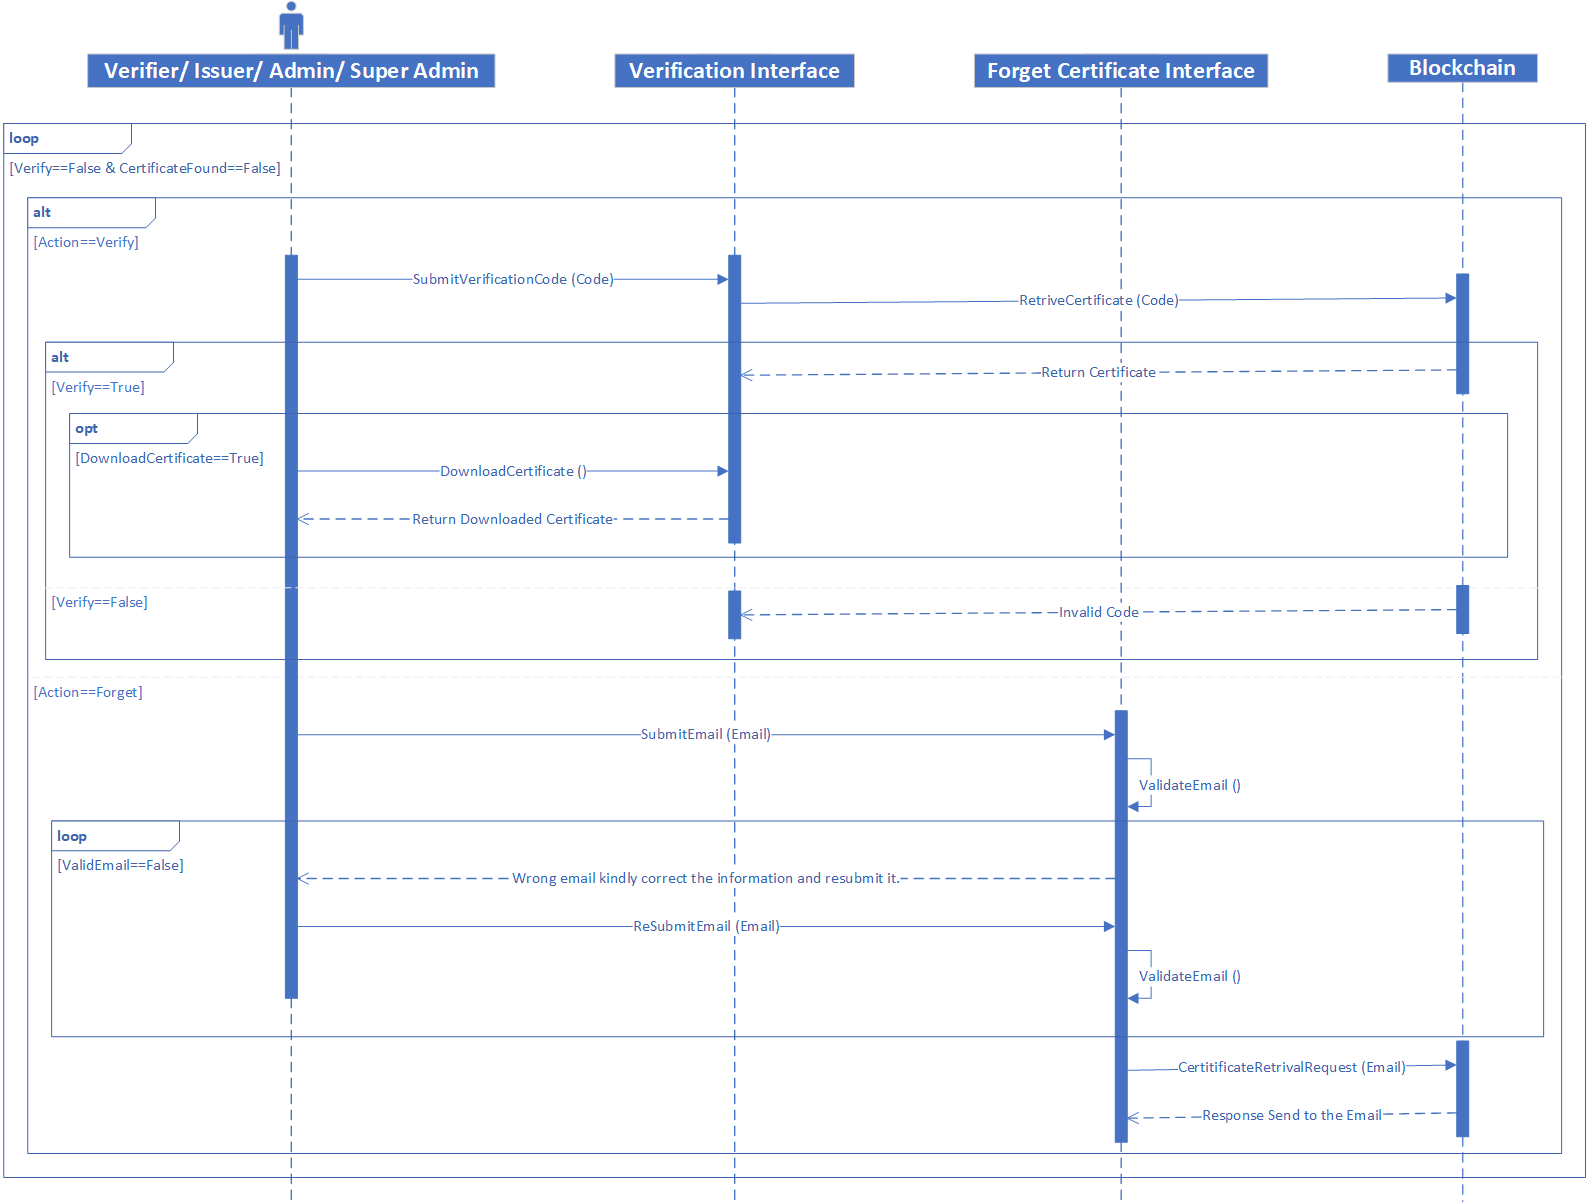 Verifier/ Issuer/ Admin/ Super Admin
Verification Interface
Forget Certificate Interface
Blockchain
loop
[Verify==False & CertificateFound==False]
alt
[Action==Verify]
SubmitVerificationCode (Code)
RetriveCertificate (Code)
alt
[Verify==True]
Return Certificate
opt
[DownloadCertificate==True]
DownloadCertificate ()
Return Downloaded Certificate
[Verify==False]
Invalid Code
[Action==Forget]
SubmitEmail (Email)
ValidateEmail ()
loop
[ValidEmail==False]
Wrong email kindly correct the information and resubmit it.
ReSubmitEmail (Email)
ValidateEmail ()
CertitificateRetrivalRequest (Email)
Response Send to the Email